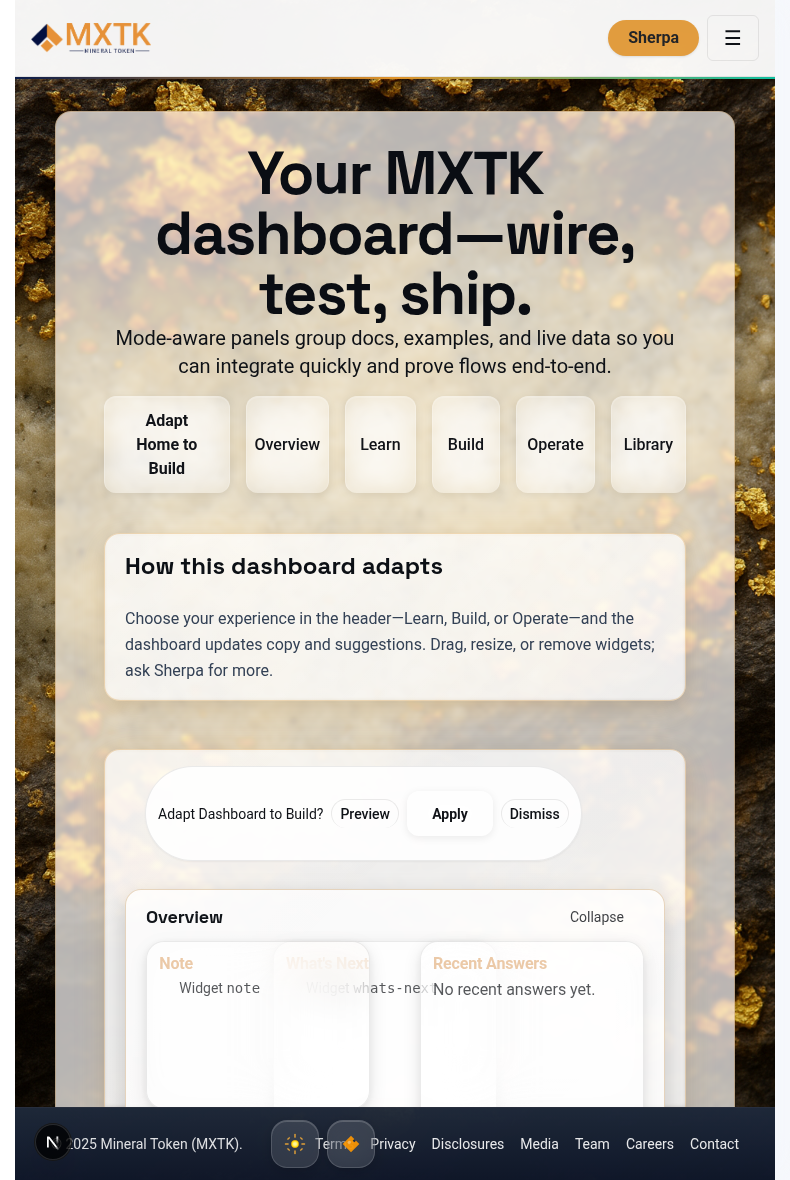 MXTK
MINERAL TOKEN
Sherpa
Your MXTK
dashboard—wire,
test, ship.
Mode-aware panels group docs, examples, and live data so you
can integrate quickly and prove flows end-to-end.
Adapt
Home to
Build
Overview
Learn
Build
Operate
Library
How this dashboard adapts
Choose your experience in the header—Learn, Build, or Operate—and the
dashboard updates copy and suggestions. Drag, resize, or remove widgets;
ask Sherpa for more.
Adapt Dashboard to Build? Preview Apply Dismiss
Overview
Collapse
Note
What's Next
Recent Answers
Widget note
Widget whats-next
No recent answers yet.
N
2025 Mineral Token (MXTK).
Privacy Disclosures Media Team Careers Contact